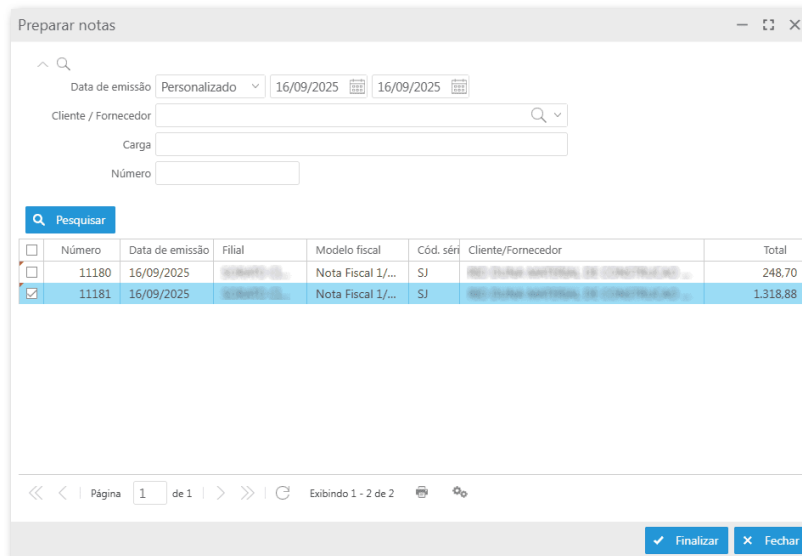 Preparar notas
Data de emissão Personalizado 16/09/2025 16/09/2025
Cliente / Fornecedor
Carga
Número
Pesquisar
Número Data de emissão Filial Modelo fiscal Cód. séri Cliente/Fornecedor Total
11180 16/09/2025 Nota Fiscal 1/... SJ 248,70
11181 16/09/2025 Nota Fiscal 1/... SJ 1.318,88
Página 1 de 1 Exibindo 1 - 2 de 2
Finalizar Fechar